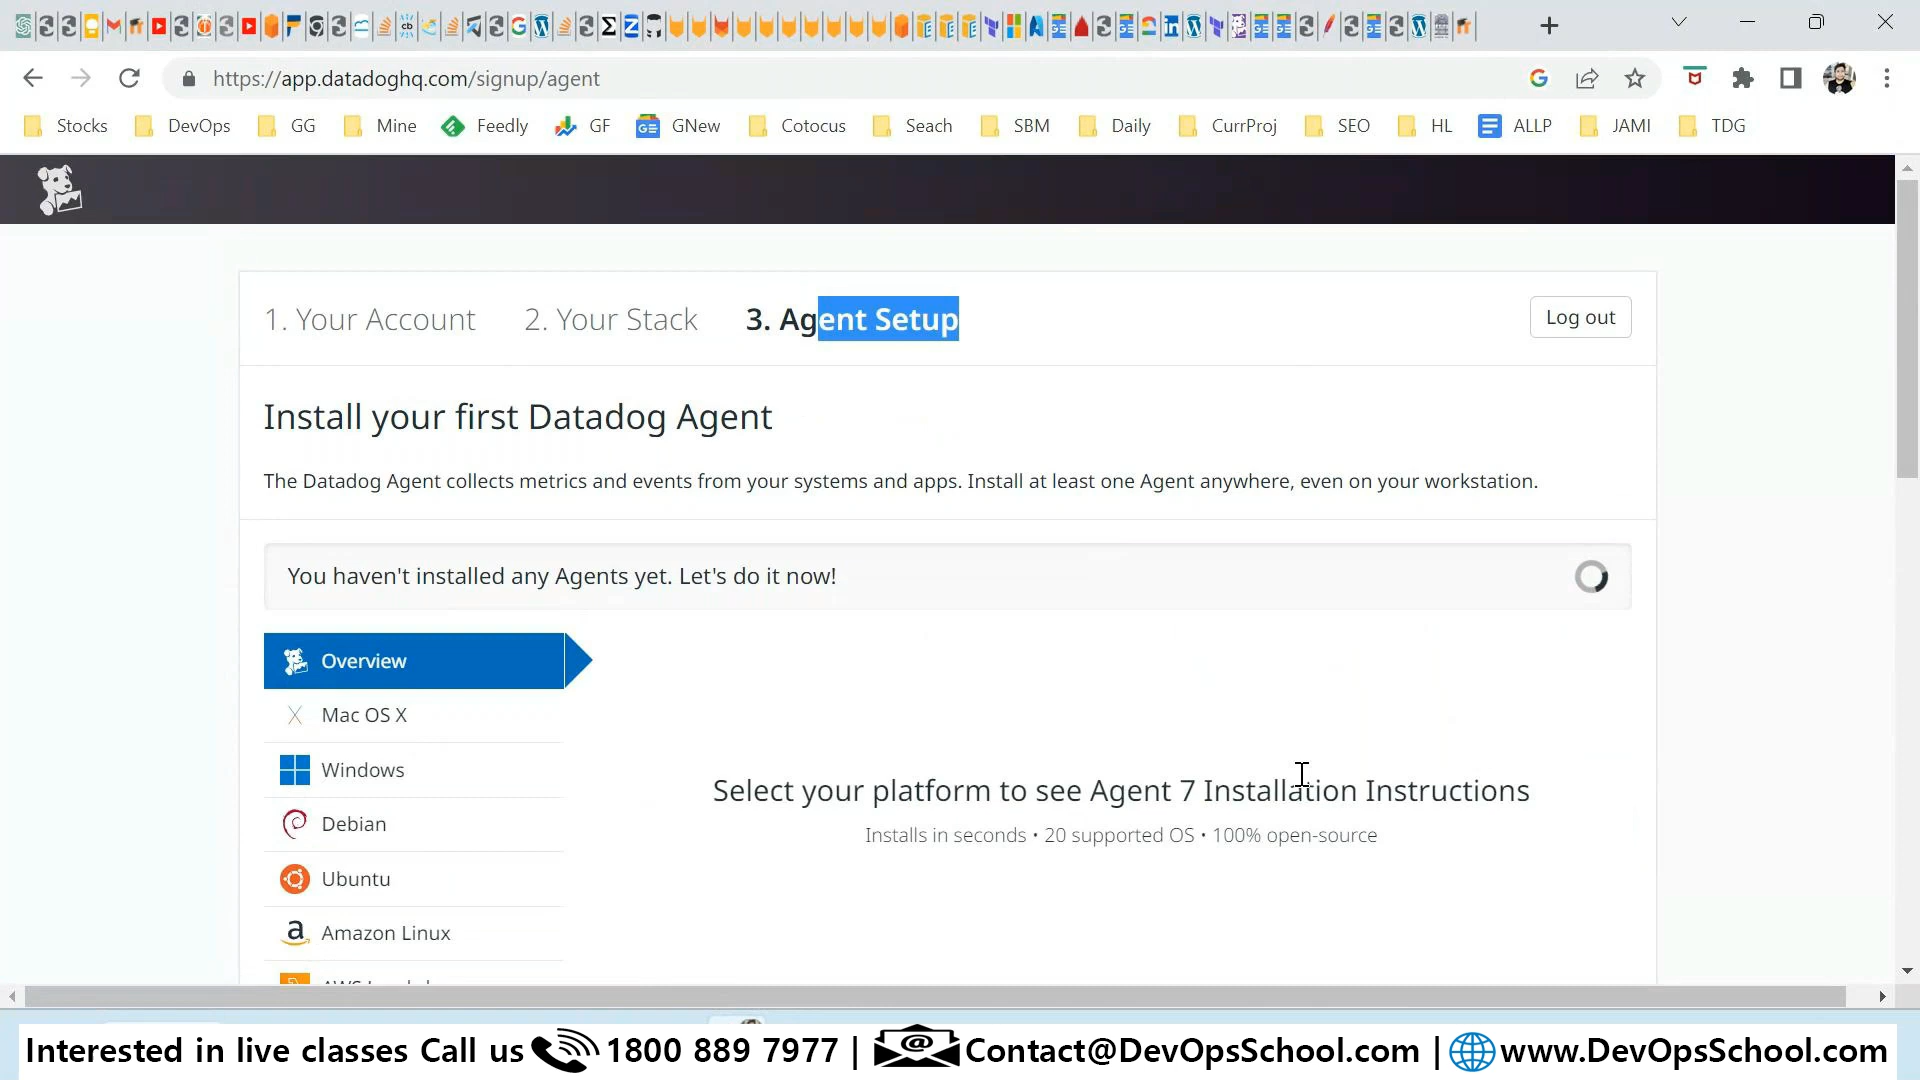 https://app.datadoghq.com/signup/agent
Stocks DevOps GG Mine Feedly GF GNew Cotocus Seach SBM Daily CurrProj SEO HL ALLP JAMI TDG
1. Your Account 2. Your Stack 3. Agent Setup Log out
Install your first Datadog Agent
The Datadog Agent collects metrics and events from your systems and apps. Install at least one Agent anywhere, even on your workstation.
You haven't installed any Agents yet. Let's do it now!
Overview
Mac OS X
Windows
Select your platform to see Agent 7 Installation Instructions
Installs in seconds • 20 supported OS • 100% open-source
Debian
Ubuntu
Amazon Linux
Interested in live classes Call us 1800 889 7977 | Contact@DevOpsSchool.com | www.DevOpsSchool.com